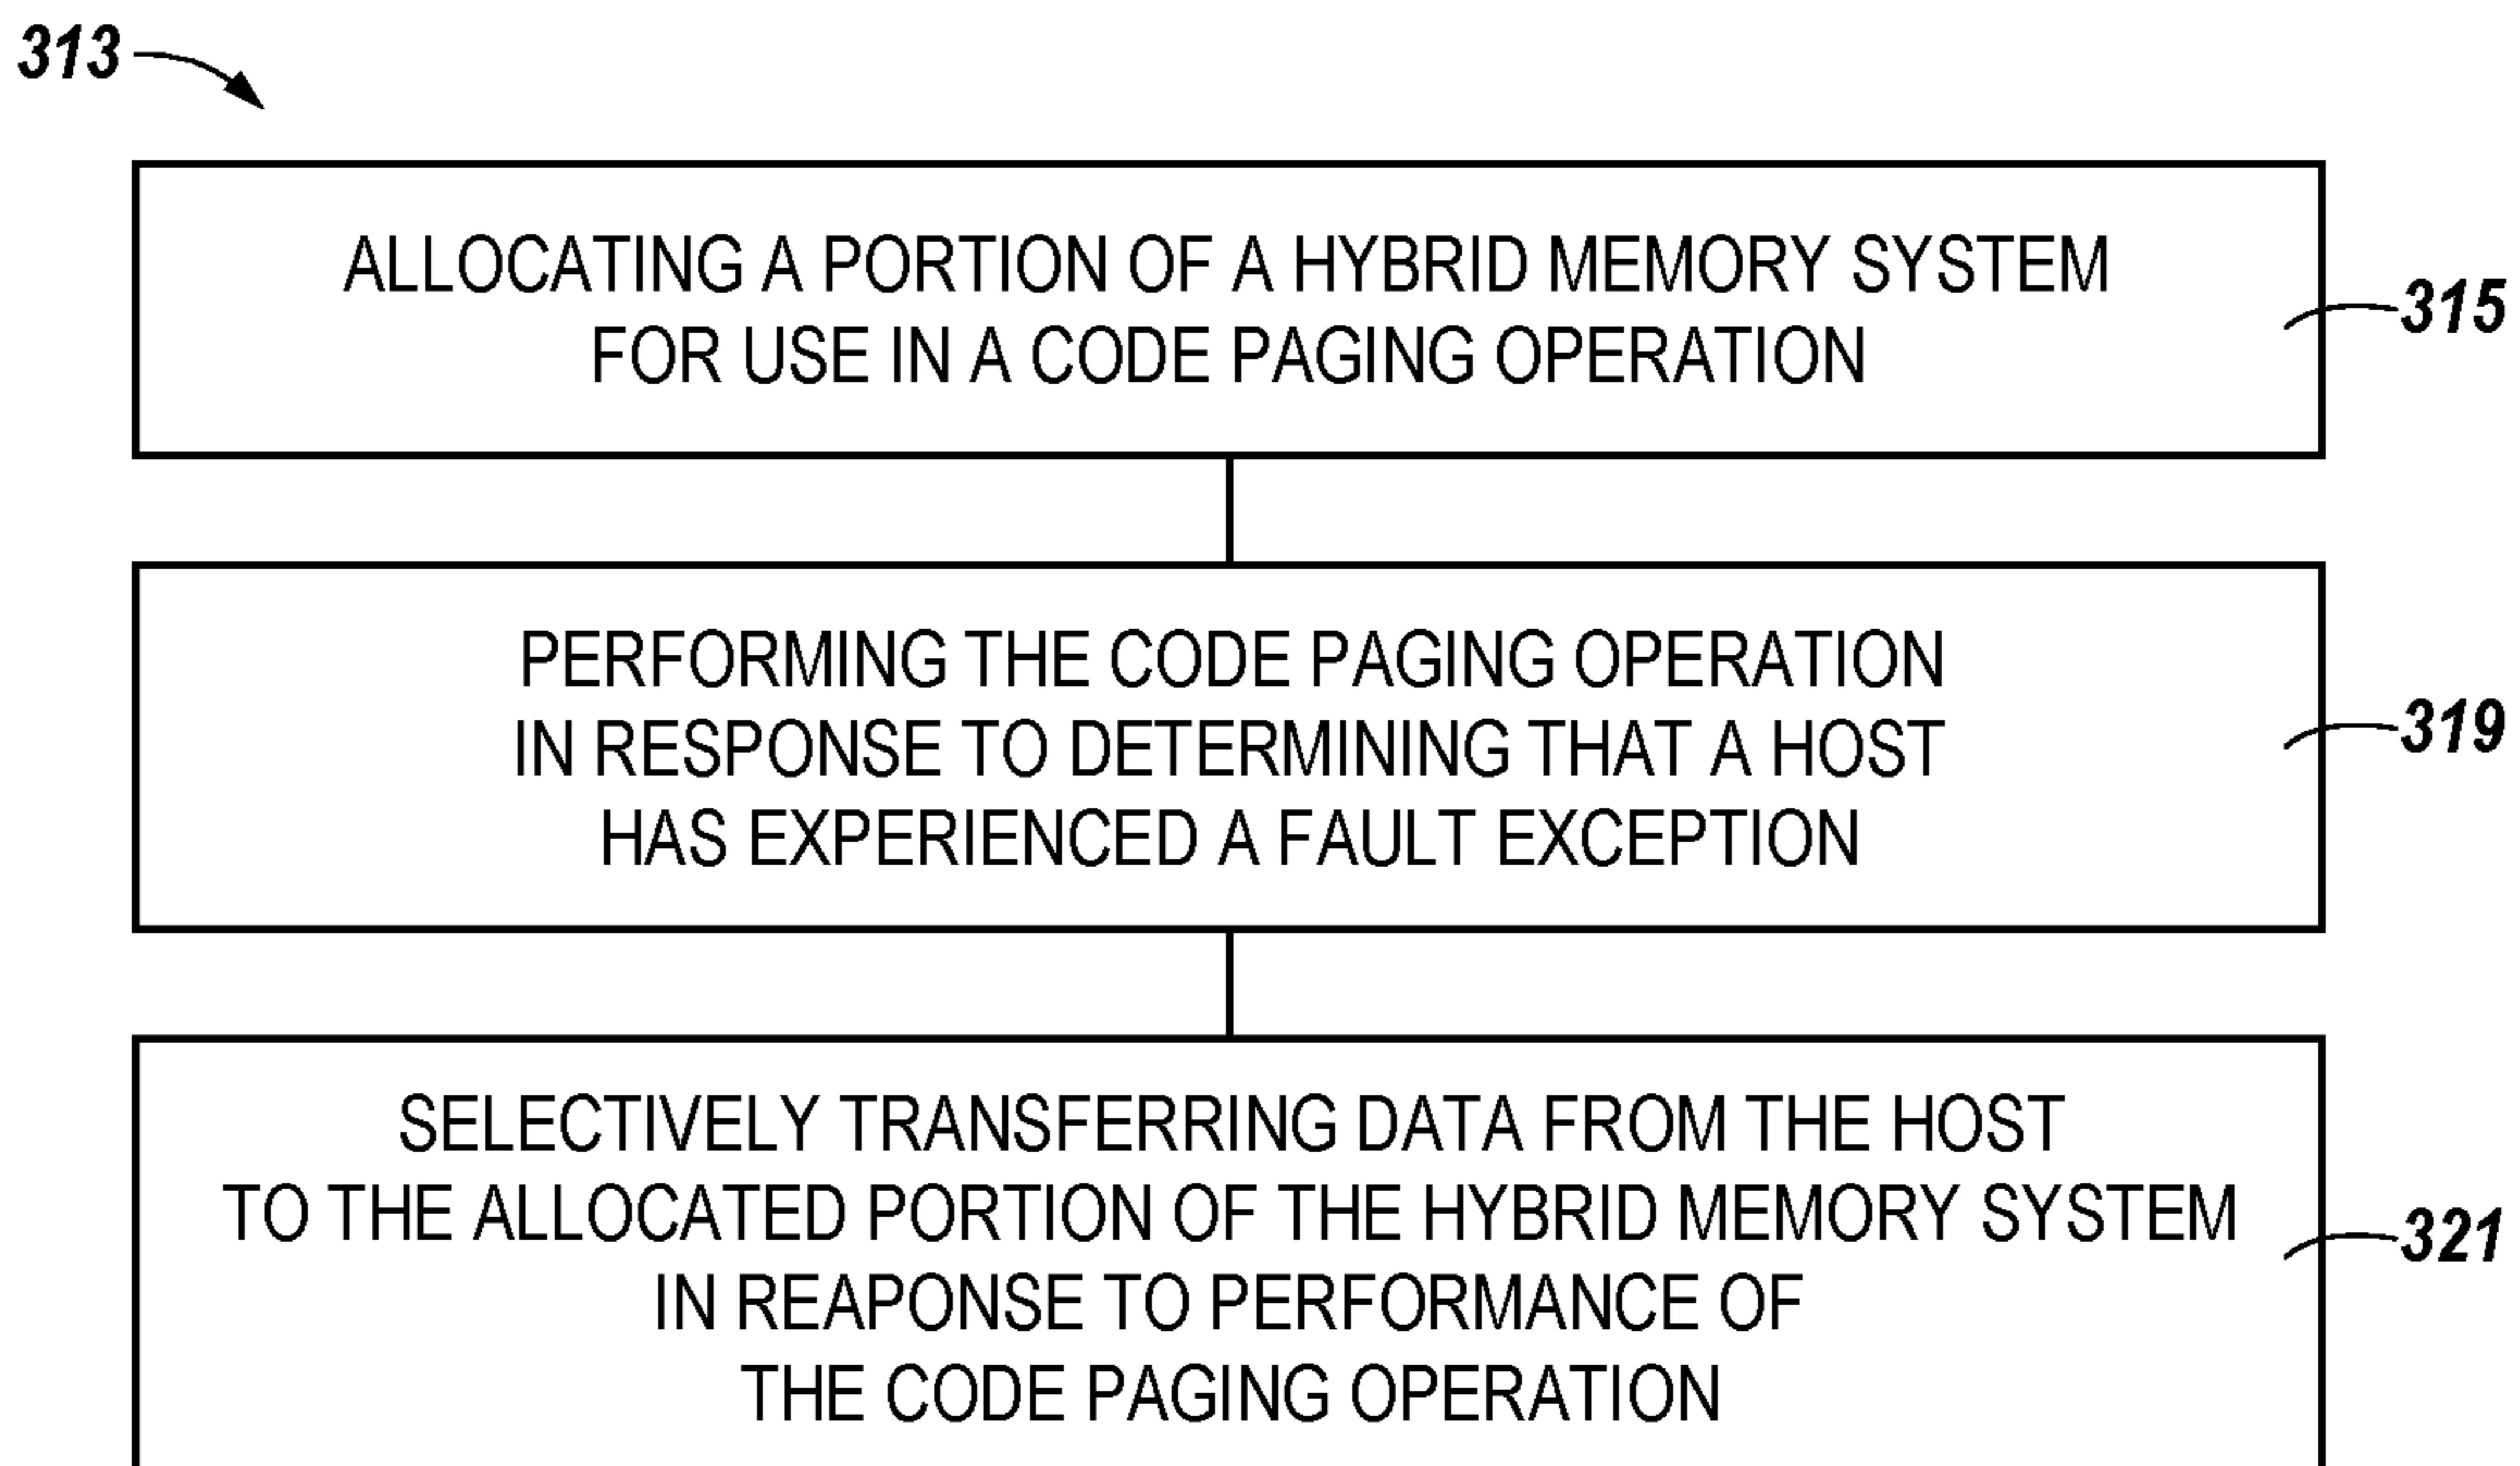 313
ALLOCATING A PORTION OF A HYBRID MEMORY SYSTEM
FOR USE IN A CODE PAGING OPERATION
315
PERFORMING THE CODE PAGING OPERATION
IN RESPONSE TO DETERMINING THAT A HOST
HAS EXPERIENCED A FAULT EXCEPTION
319
SELECTIVELY TRANSFERRING DATA FROM THE HOST
TO THE ALLOCATED PORTION OF THE HYBRID MEMORY SYSTEM
IN REAPONSE TO PERFORMANCE OF
THE CODE PAGING OPERATION
321